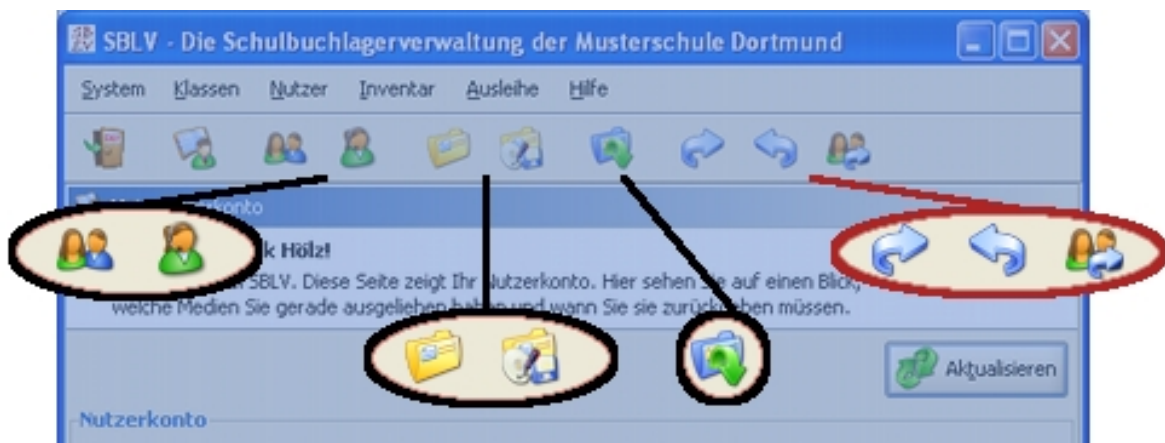 SBLV - Die Schulbuchlagerverwaltung der Musterschule Dortmund
System Klassen Nutzer Inventar Ausleihe Hilfe
k Hölz!
SBLV. Diese Seite zeigt Ihr Nutzerkonto. Hier sehen Sie auf einen Blick,
welche Medien Sie gerade ausgeliehen haben und wann Sie sie zurückgeben müssen.
Aktualisieren
Nutzerkonto